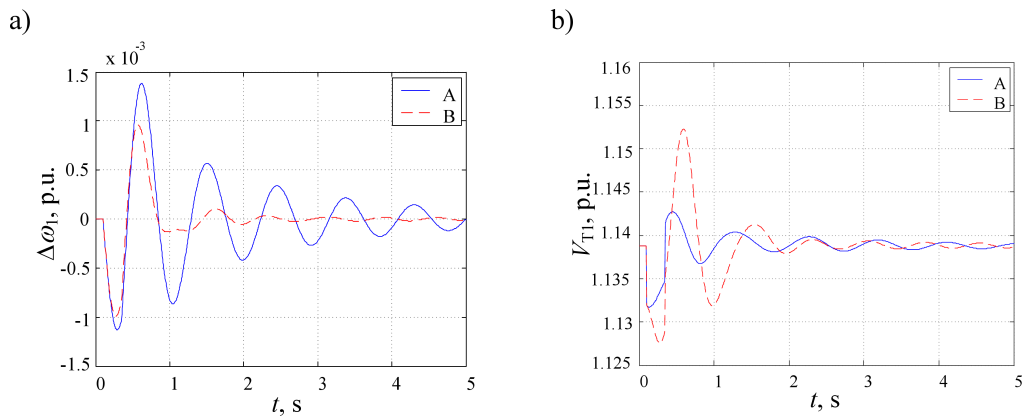 a)
x 10⁻³
1.5
1
0.5
0
-0.5
-1
-1.5
0 1 2 3 4 5
Δω₁, p.u.
t, s
A
B
b)
1.16
1.155
1.15
1.145
1.14
1.135
1.13
1.125
0 1 2 3 4 5
V_T1, p.u.
t, s
A
B